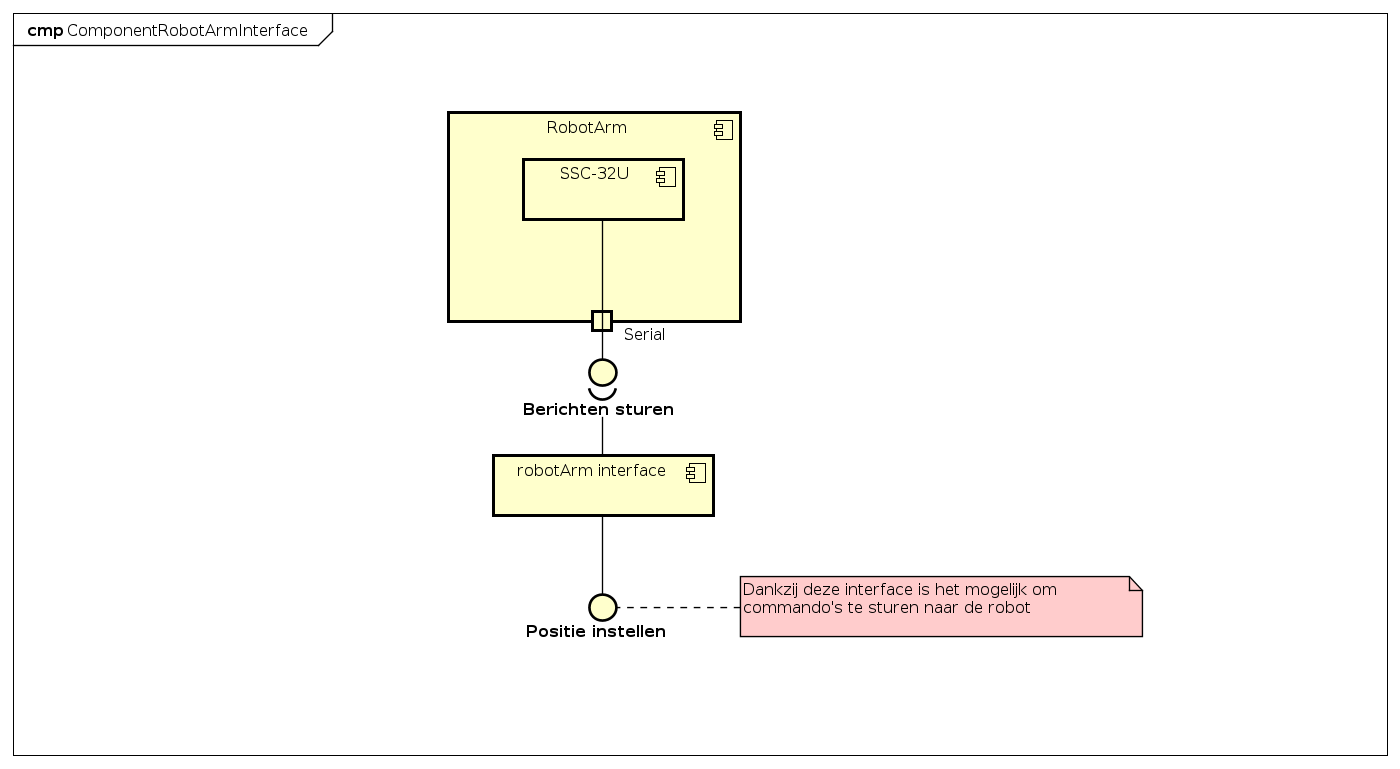 cmp ComponentRobotArmInterface
RobotArm
SSC-32U
Serial
Berichten sturen
robotArm interface
Dankzij deze interface is het mogelijk om
commando's te sturen naar de robot
Positie instellen